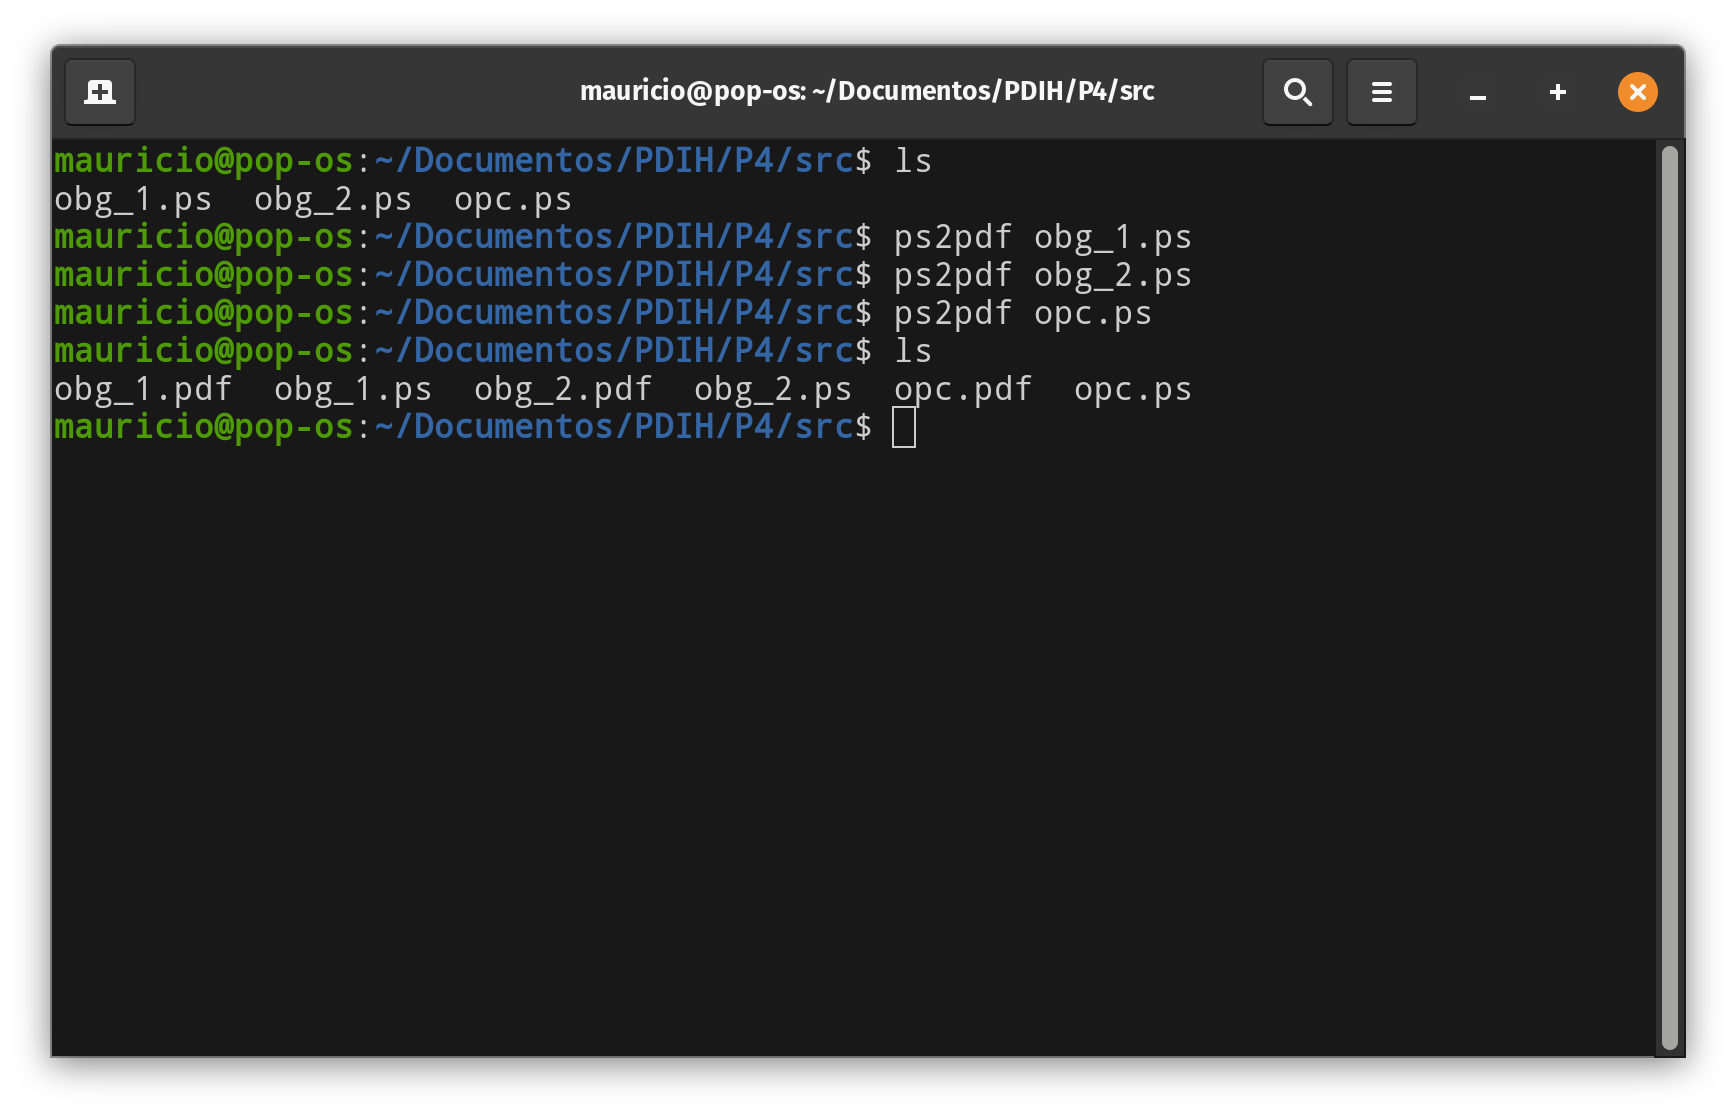 mauricio@pop-os: ~/Documentos/PDIH/P4/src
mauricio@pop-os:~/Documentos/PDIH/P4/src$ ls
obg_1.ps  obg_2.ps  opc.ps
mauricio@pop-os:~/Documentos/PDIH/P4/src$ ps2pdf obg_1.ps
mauricio@pop-os:~/Documentos/PDIH/P4/src$ ps2pdf obg_2.ps
mauricio@pop-os:~/Documentos/PDIH/P4/src$ ps2pdf opc.ps
mauricio@pop-os:~/Documentos/PDIH/P4/src$ ls
obg_1.pdf  obg_1.ps  obg_2.pdf  obg_2.ps  opc.pdf  opc.ps
mauricio@pop-os:~/Documentos/PDIH/P4/src$